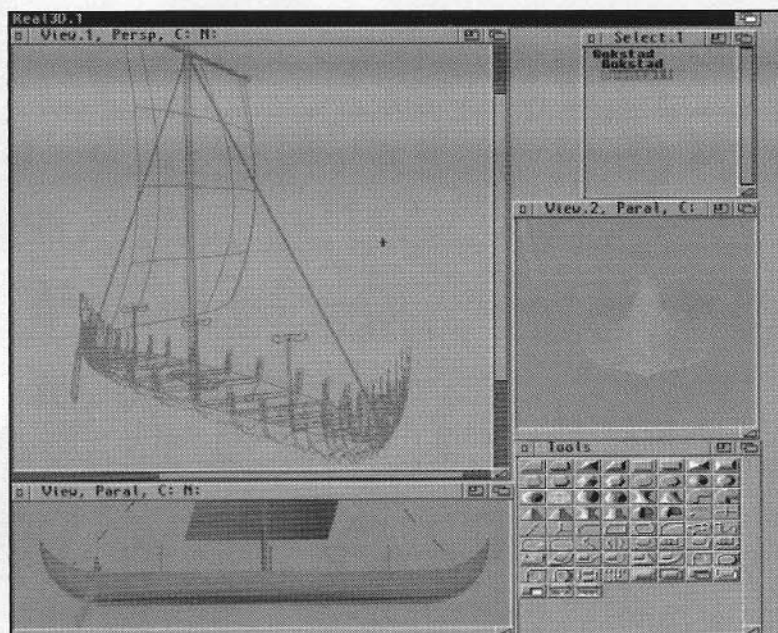 Real3D.1
View.1, Persp, C: N:
Select.1
Gokstad
Gokstad
View.2, Paral, C:
Tools
View, Paral, C: N: